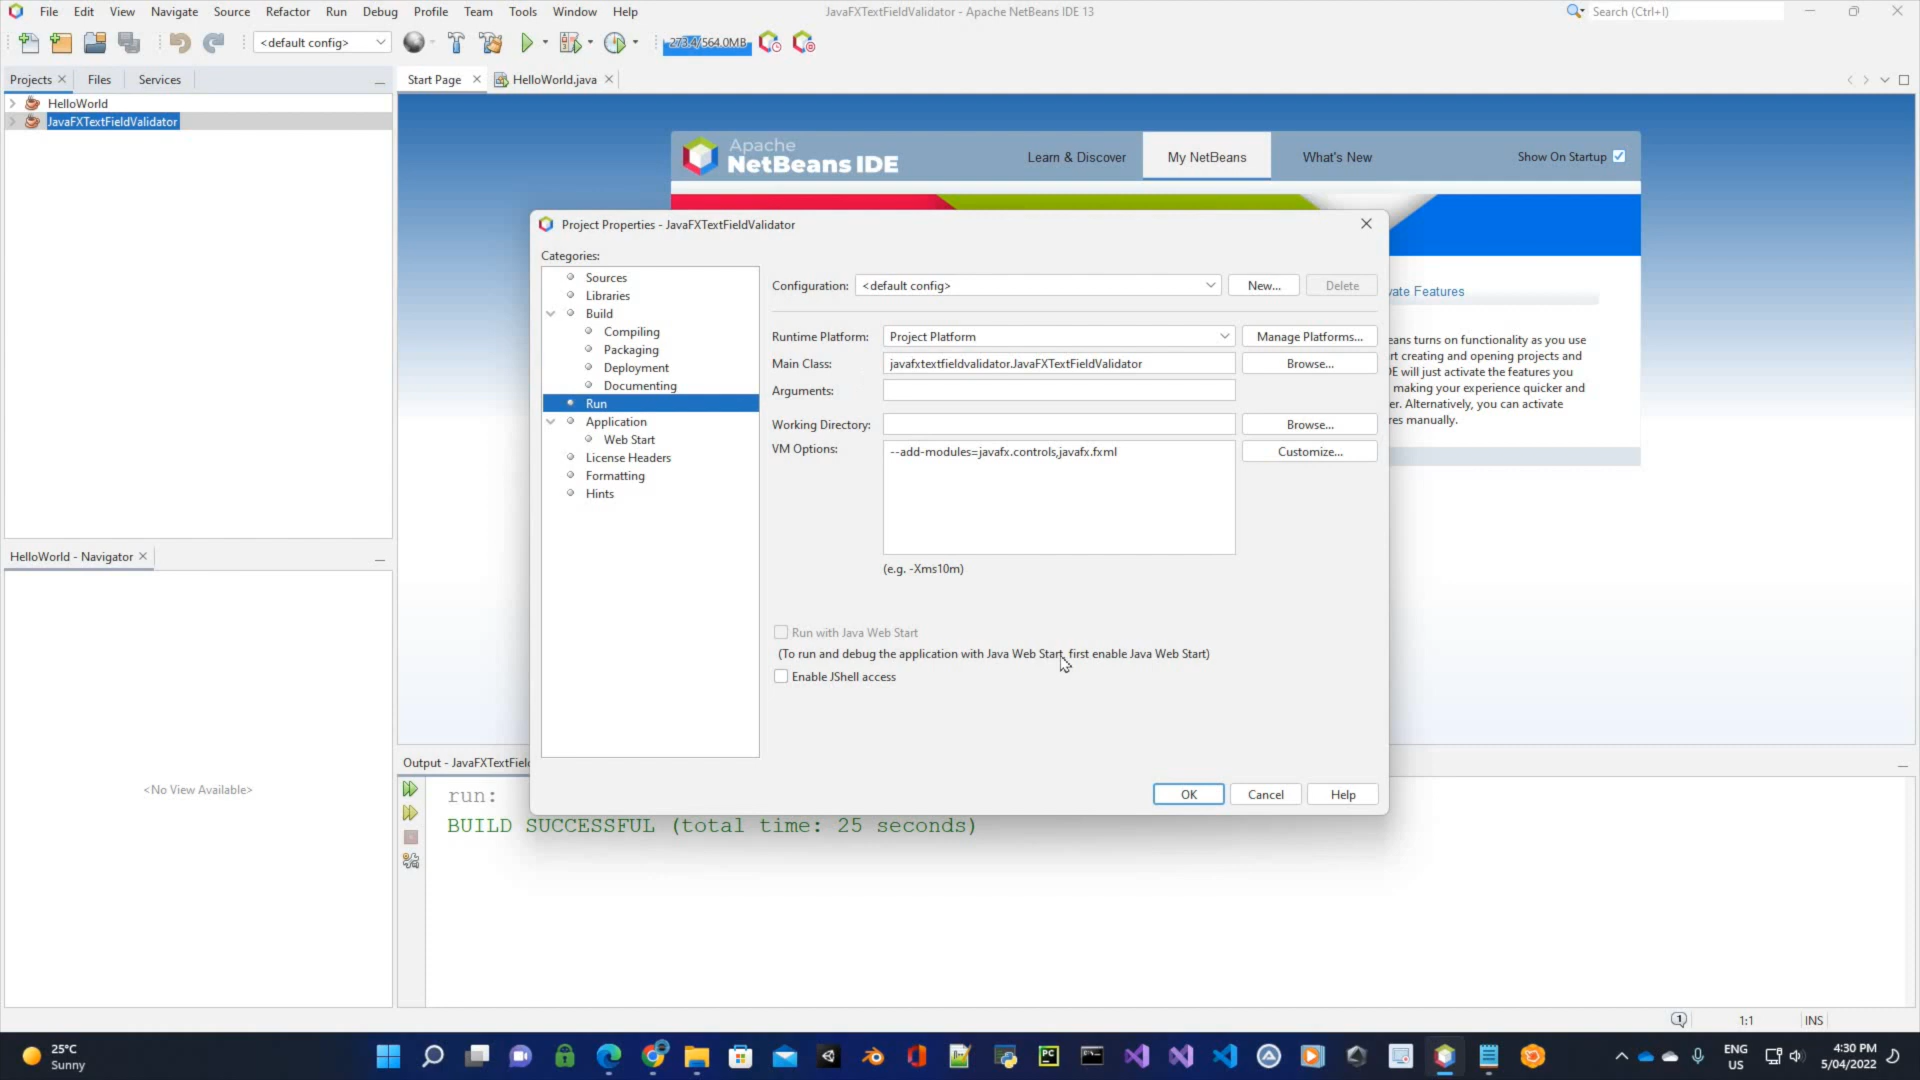 File Edit View Navigate Source Refactor Run Debug Profile Team Tools Window Help
JavaFXTextFieldValidator - Apache NetBeans IDE 13
Search (Ctrl+I)
<default config>
273.4/564.0MB
Projects
Files
Services
Start Page
HelloWorld.java
HelloWorld
JavaFXTextFieldValidator
Apache
NetBeans IDE
Learn & Discover
My NetBeans
What's New
Show On Startup
Project Properties - JavaFXTextFieldValidator
Categories:
Sources
Libraries
Build
Compiling
Packaging
Deployment
Documenting
Run
Application
Web Start
License Headers
Formatting
Hints
Configuration:
<default config>
New...
Delete
Runtime Platform:
Project Platform
Manage Platforms...
Main Class:
javafxtextfieldvalidator.JavaFXTextFieldValidator
Browse...
Arguments:
Working Directory:
Browse...
VM Options:
--add-modules=javafx.controls,javafx.fxml
Customize...
(e.g. -Xms10m)
Run with Java Web Start
(To run and debug the application with Java Web Start, first enable Java Web Start)
Enable JShell access
OK
Cancel
Help
vate Features
eans turns on functionality as you use
rt creating and opening projects and
DE will just activate the features you
making your experience quicker and
er. Alternatively, you can activate
res manually.
HelloWorld - Navigator
<No View Available>
Output - JavaFXTextFiel
run:
BUILD SUCCESSFUL (total time: 25 seconds)
1
1:1
INS
25°C
Sunny
PC
ENG
US
4:30 PM
5/04/2022